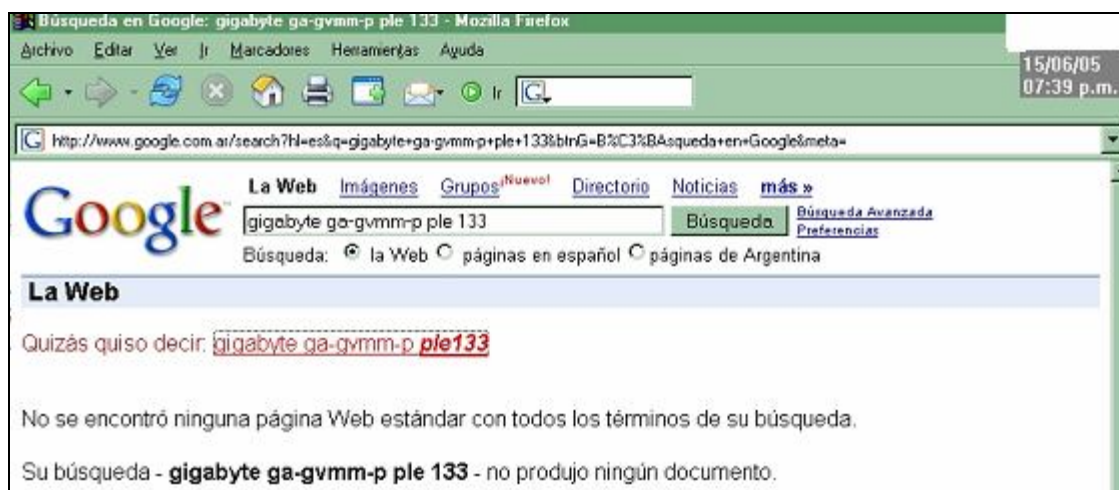 Búsqueda en Google: gigabyte ga-gvmm-p ple 133 - Mozilla Firefox
Archivo Editar Ver Ir Marcadores Herramientas Ayuda
15/06/05
07:39 p.m.
Ir G
G http://www.google.com.ar/search?hl=es&q=gigabyte+ga-gvmm-p+ple+133&btnG=B%C3%BAsqueda+en+Google&meta=
Google™
La Web Imágenes Grupos ¡Nuevo! Directorio Noticias más »
gigabyte ga-gvmm-p ple 133 Búsqueda Búsqueda Avanzada
Preferencias
Búsqueda: la Web páginas en español páginas de Argentina
La Web
Quizás quiso decir: gigabyte ga-gvmm-p ple133
No se encontró ninguna página Web estándar con todos los términos de su búsqueda.
Su búsqueda - gigabyte ga-gvmm-p ple 133 - no produjo ningún documento.